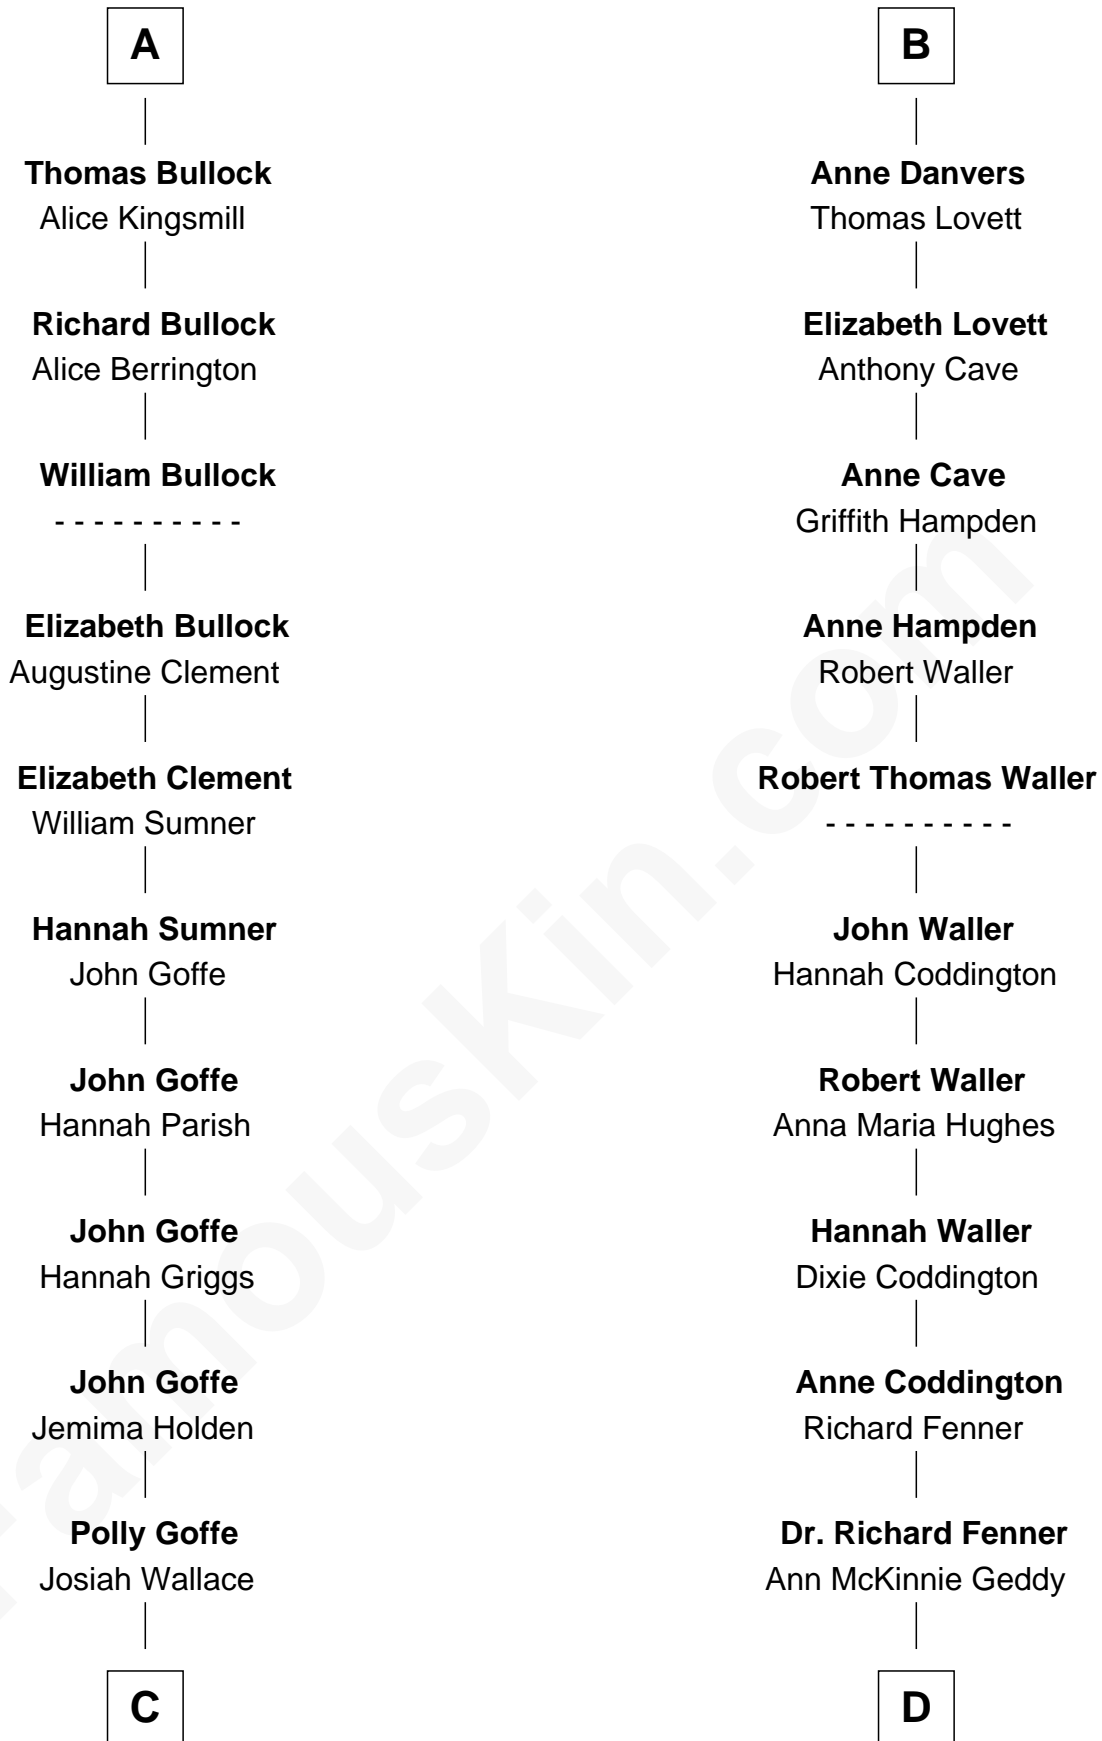 A
Thomas Bullock
Alice Kingsmill
Richard Bullock
Alice Berrington
William Bullock
- - - - - - - - - -
Elizabeth Bullock
Augustine Clement
Elizabeth Clement
William Sumner
Hannah Sumner
John Goffe
John Goffe
Hannah Parish
John Goffe
Hannah Griggs
John Goffe
Jemima Holden
Polly Goffe
Josiah Wallace
C
B
Anne Danvers
Thomas Lovett
Elizabeth Lovett
Anthony Cave
Anne Cave
Griffith Hampden
Anne Hampden
Robert Waller
Robert Thomas Waller
- - - - - - - - - -
John Waller
Hannah Coddington
Robert Waller
Anna Maria Hughes
Hannah Waller
Dixie Coddington
Anne Coddington
Richard Fenner
Dr. Richard Fenner
Ann McKinnie Geddy
D
FamousKin.com